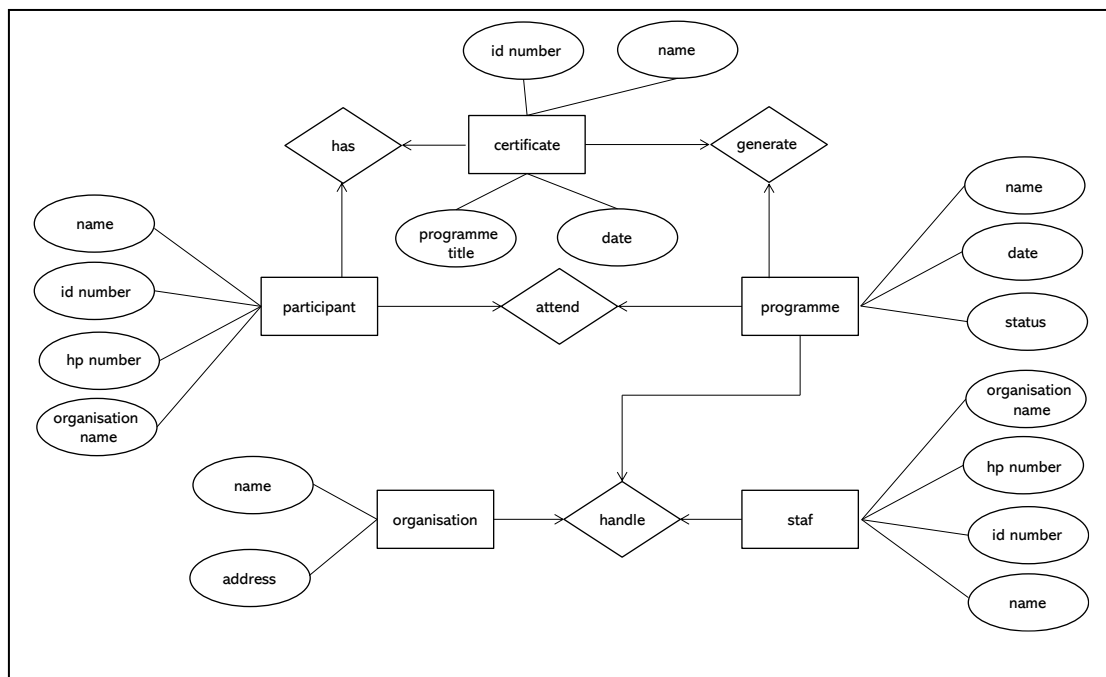 id number
name
has
certificate
generate
name
name
programme
title
date
date
id number
participant
attend
programme
status
hp number
organisation
name
organisation
name
name
hp number
organisation
handle
staf
id number
address
name